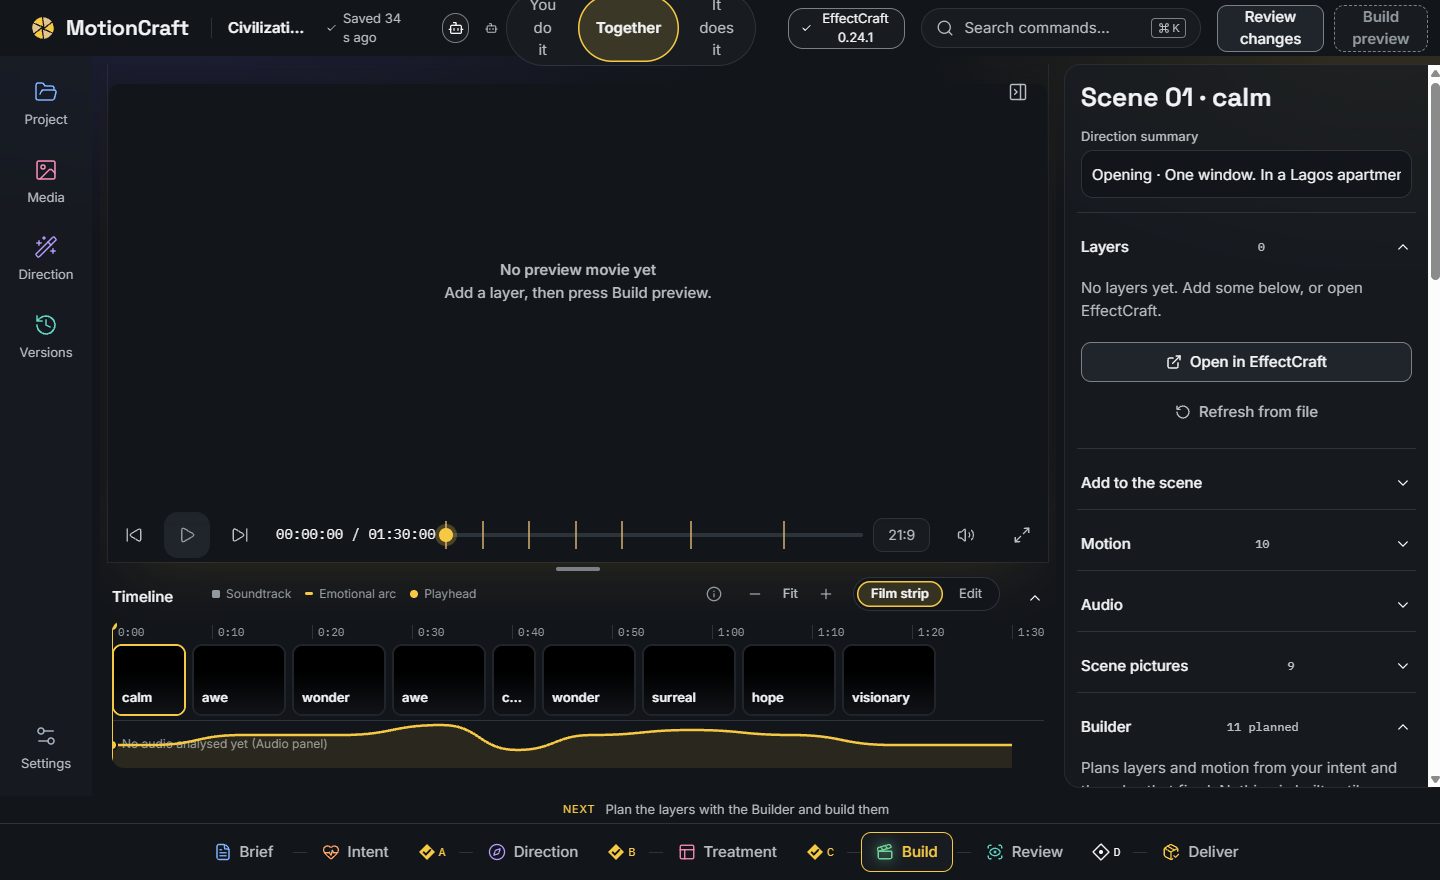 MotionCraft
Civilizati...
Saved 34
s ago
You
do
it
Together
It
does
it
EffectCraft
0.24.1
Search commands...
⌘ K
Review
changes
Build
preview
Project
Media
Direction
Versions
Settings
No preview movie yet
Add a layer, then press Build preview.
00:00:00 / 01:30:00
21:9
Timeline
Soundtrack
Emotional arc
Playhead
Fit
Film strip
Edit
0:00
0:10
0:20
0:30
0:40
0:50
1:00
1:10
1:20
1:30
calm
awe
wonder
awe
c...
wonder
surreal
hope
visionary
No audio analysed yet (Audio panel)
Scene 01 · calm
Direction summary
Opening · One window. In a Lagos apartmer
Layers 0
No layers yet. Add some below, or open
EffectCraft.
Open in EffectCraft
Refresh from file
Add to the scene
Motion 10
Audio
Scene pictures 9
Builder 11 planned
Plans layers and motion from your intent and
NEXT Plan the layers with the Builder and build them
Brief
Intent
A
Direction
B
Treatment
C
Build
Review
D
Deliver